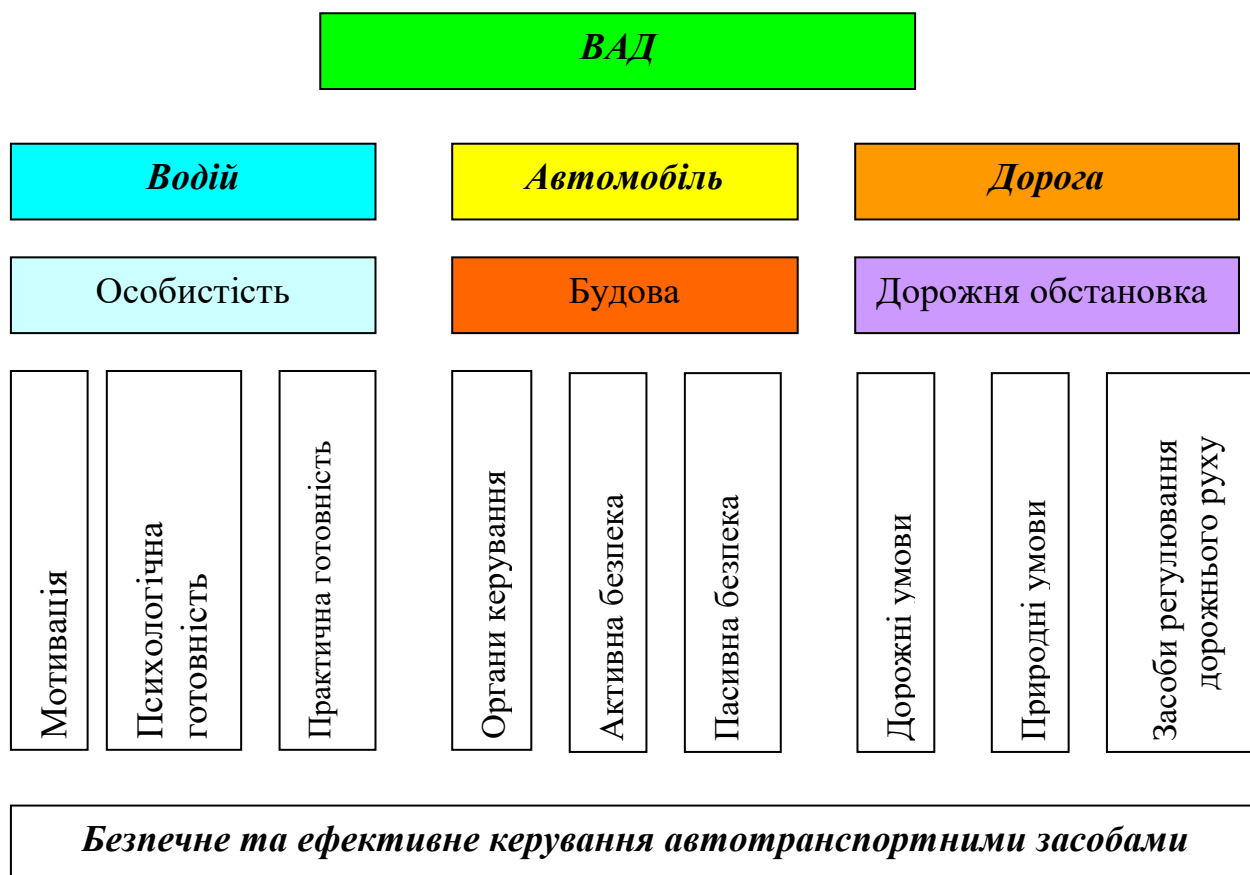 ВАД
Водій
Автомобіль
Дорога
Особистість
Будова
Дорожня обстановка
Мотивація
Психологічна
готовність
Практична готовність
Органи керування
Активна безпека
Пасивна безпека
Дорожні умови
Природні умови
Засоби регулювання
дорожнього руху
Безпечне та ефективне керування автотранспортними засобами